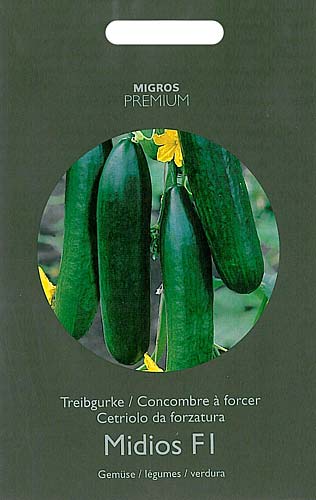 MIGROS
PREMIUM
Treibgurke / Concombre à forcer
Cetriolo da forzatura
Midios F1
Gemüse / légumes / verdura